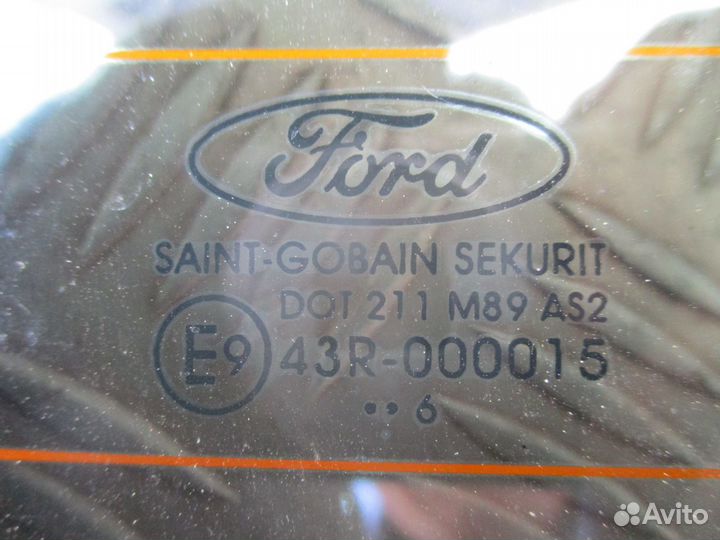 Ford
SAINT-GOBAIN SEKURIT
DOT 211 M89 AS2
E9 43R-000015
••, 6
Avito